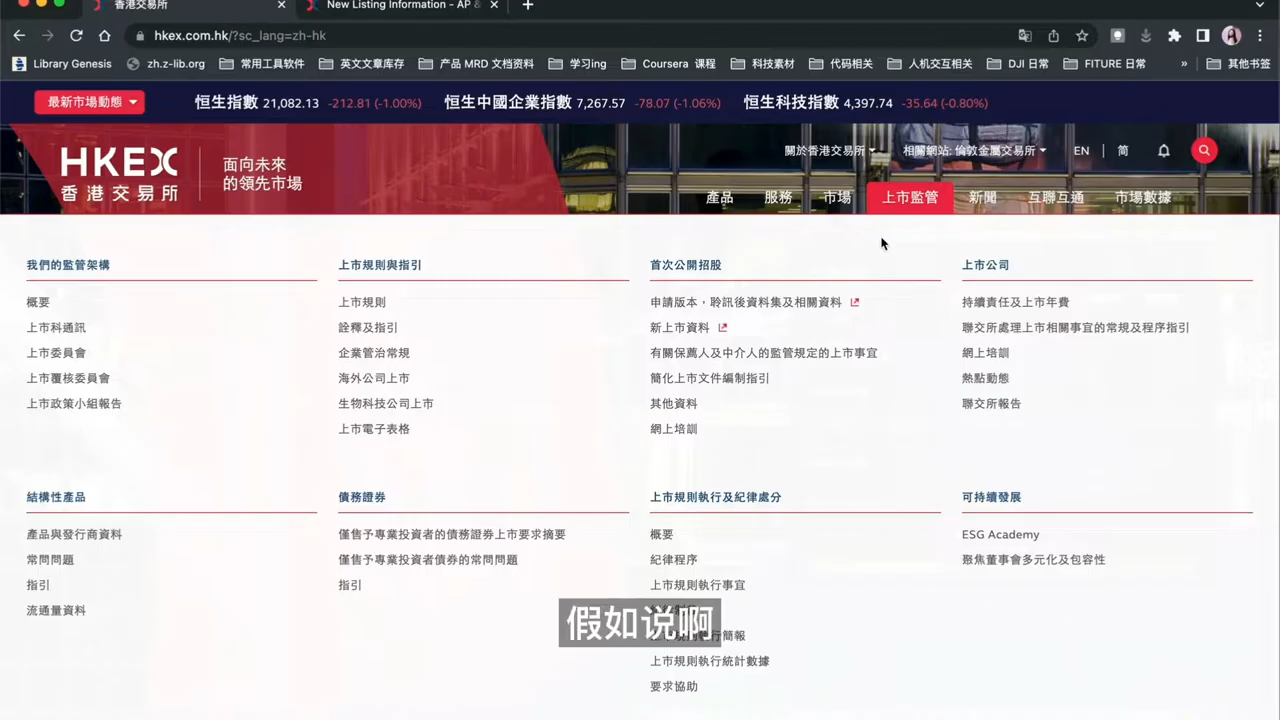 香港交易所
New Listing Information - AP &
hkex.com.hk/?sc_lang=zh-hk
Library Genesis
zh.z-lib.org
常用工具软件
英文文章库存
产品 MRD 文档资料
学习ing
Coursera 课程
科技素材
代码相关
人机交互相关
DJI 日常
FITURE 日常
»
其他书签
最新市場動態
恒生指數 21,082.13 -212.81 (-1.00%)
恒生中國企業指數 7,267.57 -78.07 (-1.06%)
恒生科技指數 4,397.74 -35.64 (-0.80%)
HKEX
香港交易所
面向未來
的領先市場
關於香港交易所
相關網站: 倫敦金屬交易所
EN
简
產品
服務
市場
上市監管
新聞
互聯互通
市場數據
我們的監管架構
概要
上市科通訊
上市委員會
上市覆核委員會
上市政策小組報告
上市規則與指引
上市規則
詮釋及指引
企業管治常規
海外公司上市
生物科技公司上市
上市電子表格
首次公開招股
申請版本，聆訊後資料集及相關資料
新上市資料
有關保薦人及中介人的監管規定的上市事宜
簡化上市文件編制指引
其他資料
網上培訓
上市公司
持續責任及上市年費
聯交所處理上市相關事宜的常規及程序指引
網上培訓
熱點動態
聯交所報告
結構性產品
產品與發行商資料
常問問題
指引
流通量資料
債務證券
僅售予專業投資者的債務證券上市要求摘要
僅售予專業投資者債券的常問問題
指引
上市規則執行及紀律處分
概要
紀律程序
上市規則執行事宜
行簡報
上市規則執行統計數據
要求協助
可持續發展
ESG Academy
聚焦董事會多元化及包容性
假如说啊